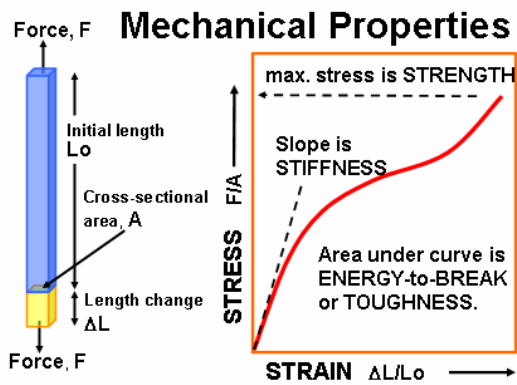 Mechanical Properties
Force, F
Initial length
Lo
Cross-sectional
area, A
Length change
ΔL
Force, F
max. stress is STRENGTH
Slope is
STIFFNESS
Area under curve is
ENERGY-to-BREAK
or TOUGHNESS.
STRESS F/A
STRAIN ΔL/Lo